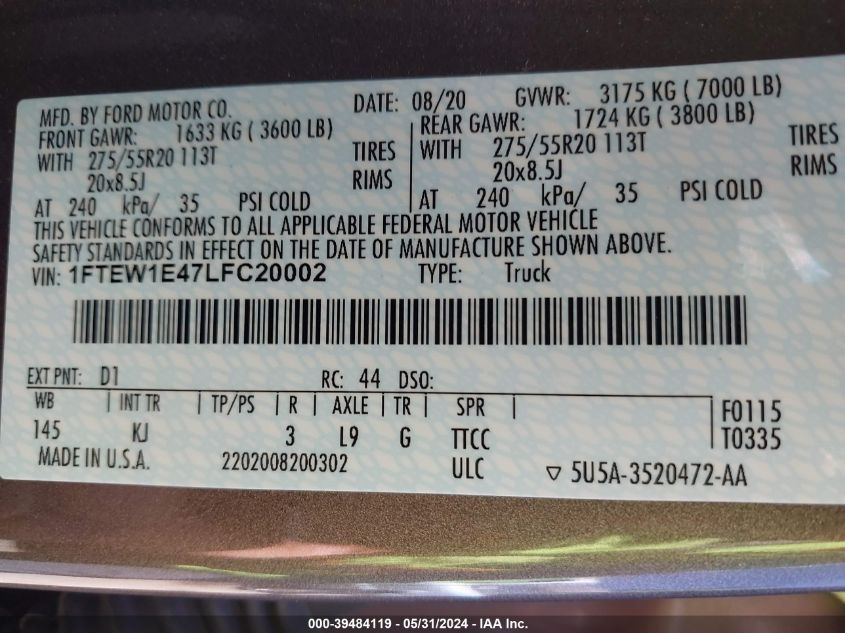 MFD. BY FORD MOTOR CO. DATE: 08/20 GVWR: 3175 KG ( 7000 LB)
FRONT GAWR: 1633 KG ( 3600 LB) REAR GAWR: 1724 KG ( 3800 LB)
WITH 275/55R20 113T TIRES WITH 275/55R20 113T TIRES
20x8.5J RIMS 20x8.5J RIMS
AT 240 kPa/ 35 PSI COLD AT 240 kPa/ 35 PSI COLD
THIS VEHICLE CONFORMS TO ALL APPLICABLE FEDERAL MOTOR VEHICLE
SAFETY STANDARDS IN EFFECT ON THE DATE OF MANUFACTURE SHOWN ABOVE.
VIN: 1FTEW1E47LFC20002 TYPE: Truck
EXT PNT: D1 RC: 44 DSO:
WB | INT TR | TP/PS | R | AXLE | TR | SPR | F0115
145 KJ 3 L9 G TTCC T0335
MADE IN U.S.A. 2202008200302 ULC ▽ 5U5A-3520472-AA
000-39484119 / 05/31/2024 - IAA Inc.